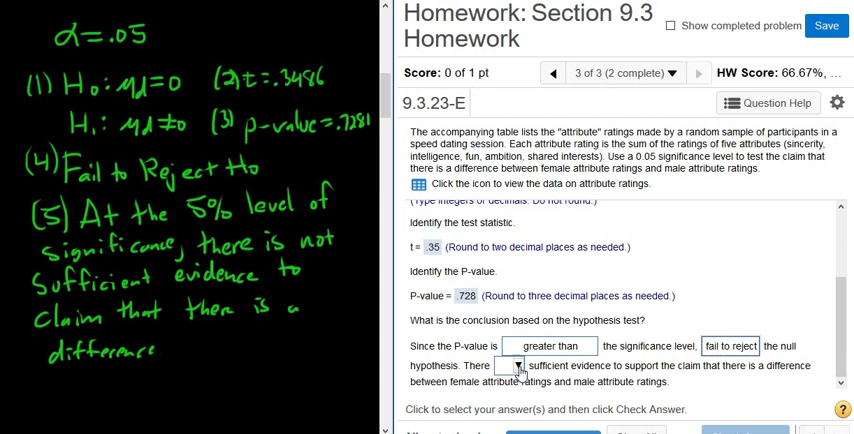 α=.05
(1) H₀: μd=0 (2) t=.3486
H₁: μd≠0 (3) p-value=.7281
(4) Fail to Reject H₀
(5) At the 5% level of
significance, there is not
sufficient evidence to
claim that there is a
difference
Homework: Section 9.3
Homework
Show completed problem
Save
Score: 0 of 1 pt
3 of 3 (2 complete)
HW Score: 66.67%, ...
9.3.23-E
Question Help
The accompanying table lists the "attribute" ratings made by a random sample of participants in a
speed dating session. Each attribute rating is the sum of the ratings of five attributes (sincerity,
intelligence, fun, ambition, shared interests). Use a 0.05 significance level to test the claim that
there is a difference between female attribute ratings and male attribute ratings.
Click the icon to view the data on attribute ratings.
(Type integers or decimals. Do not round.)
Identify the test statistic.
t = .35 (Round to two decimal places as needed.)
Identify the P-value.
P-value = .728 (Round to three decimal places as needed.)
What is the conclusion based on the hypothesis test?
Since the P-value is greater than the significance level, fail to reject the null
hypothesis. There sufficient evidence to support the claim that there is a difference
between female attribute ratings and male attribute ratings.
Click to select your answer(s) and then click Check Answer.
?